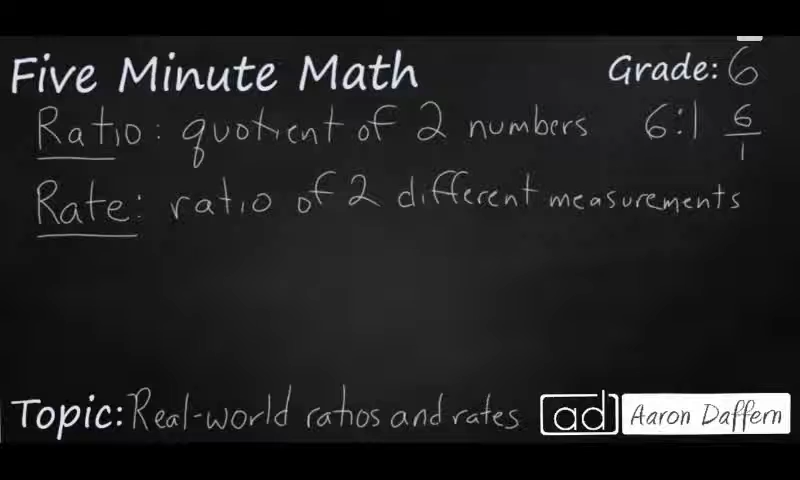 Five Minute Math Grade: 6
Ratio: quotient of 2 numbers 6:1 6/1
Rate: ratio of 2 different measurements
Topic: Real-world ratios and rates ad Aaron Daffern